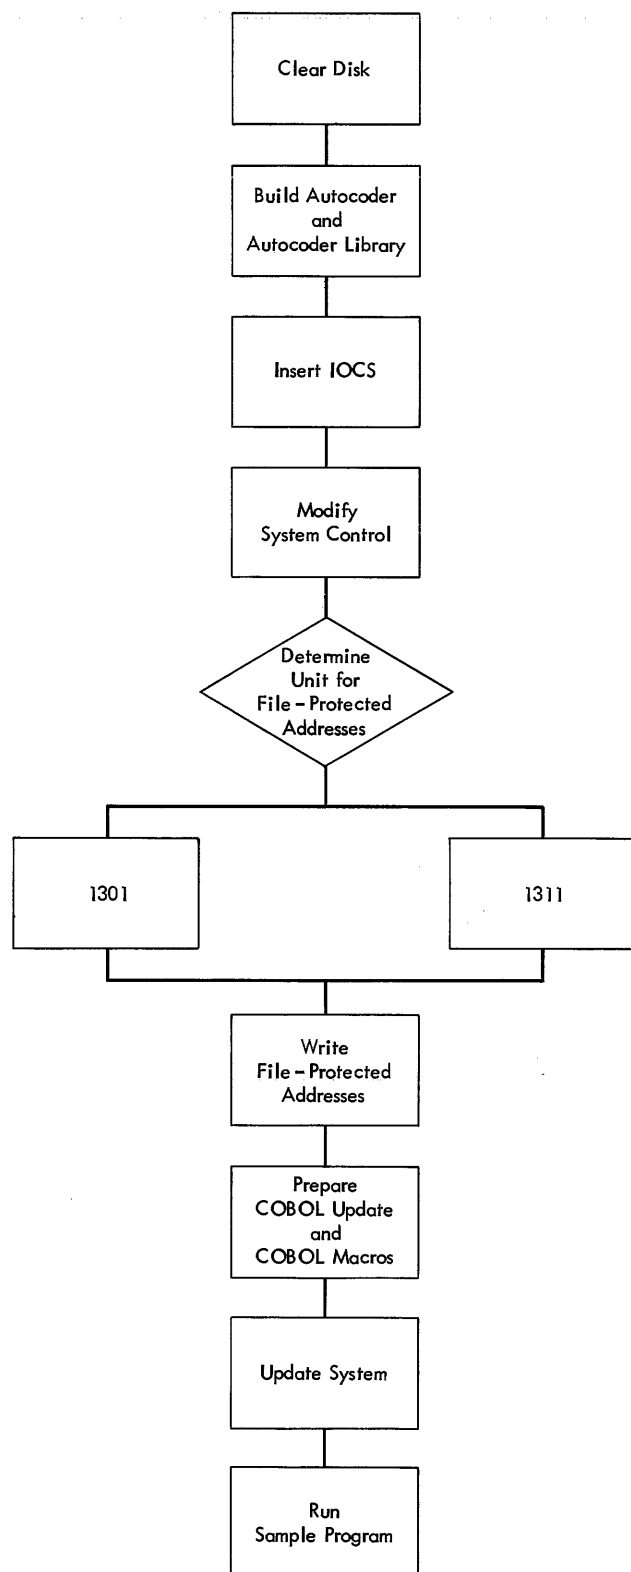 Clear Disk
Build Autocoder
and
Autocoder Library
Insert IOCS
Modify
System Control
Determine
Unit for
File-Protected
Addresses
1301
1311
Write
File-Protected
Addresses
Prepare
COBOL Update
and
COBOL Macros
Update System
Run
Sample Program